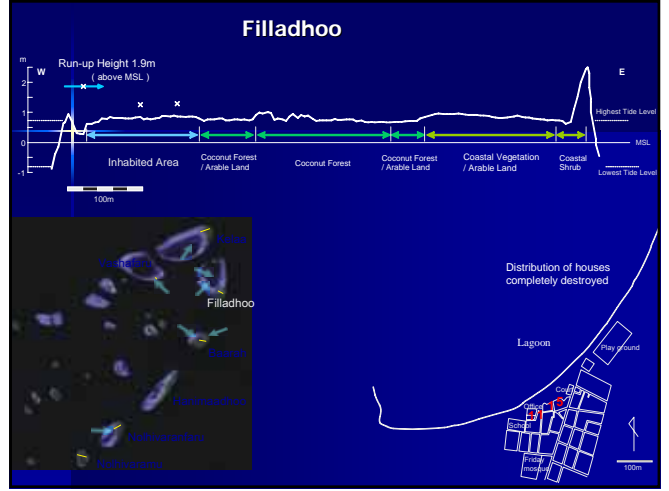 Filladhoo
m
Run-up Height 1.9m
( above MSL )
W
E
2
1
0
-1
Highest Tide Level
MSL
Lowest Tide Level
Inhabited Area
Coconut Forest
/ Arable Land
Coconut Forest
Coconut Forest
/ Arable Land
Coastal Vegetation
/ Arable Land
Coastal
Shrub
100m
Filladhoo
Distribution of houses
completely destroyed
Lagoon
Play ground
Court
Office
School
Friday
mosque
100m